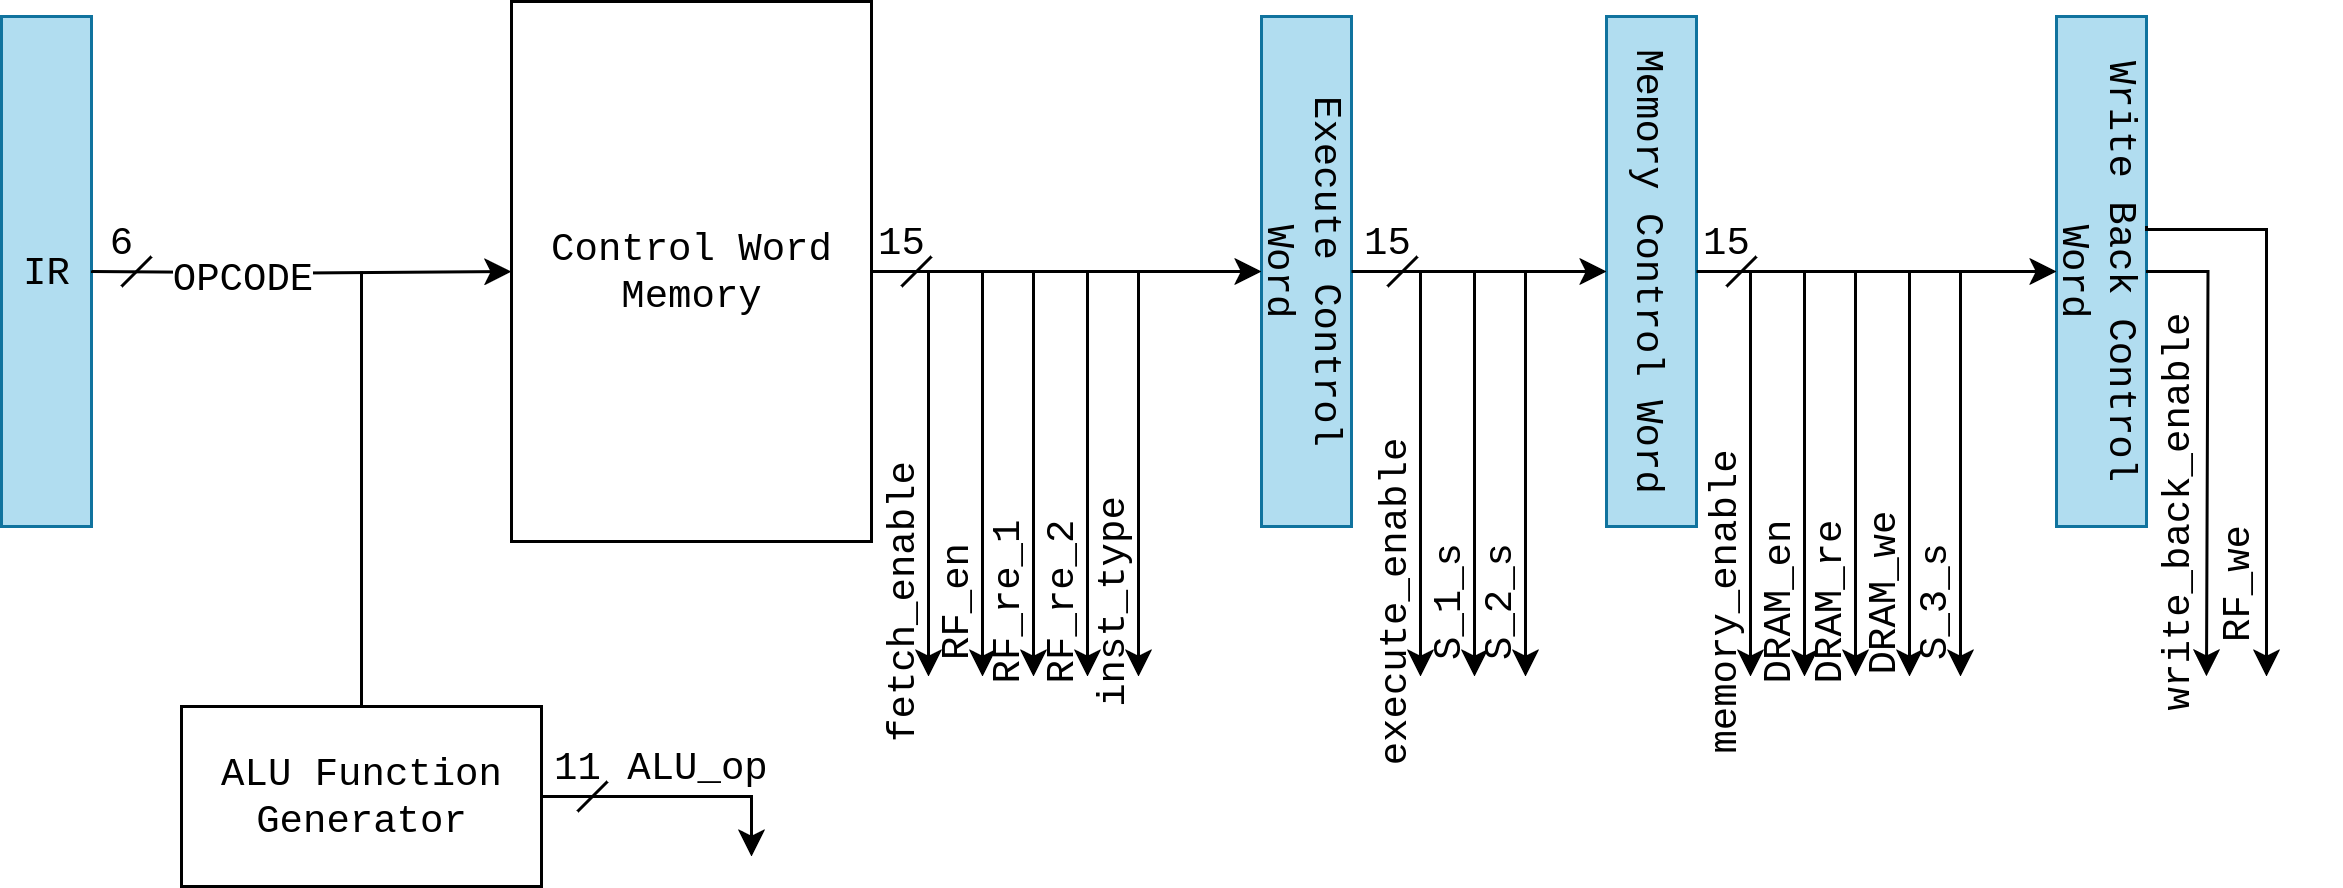 IR
6
OPCODE
Control Word
Memory
15
fetch_enable
RF_en
RF_re_1
RF_re_2
inst_type
Execute Control
Word
15
execute_enable
S_1_s
S_2_s
Memory Control Word
15
memory_enable
DRAM_en
DRAM_re
DRAM_we
S_3_s
Write Back Control
Word
write_back_enable
RF_we
ALU Function
Generator
11 ALU_op